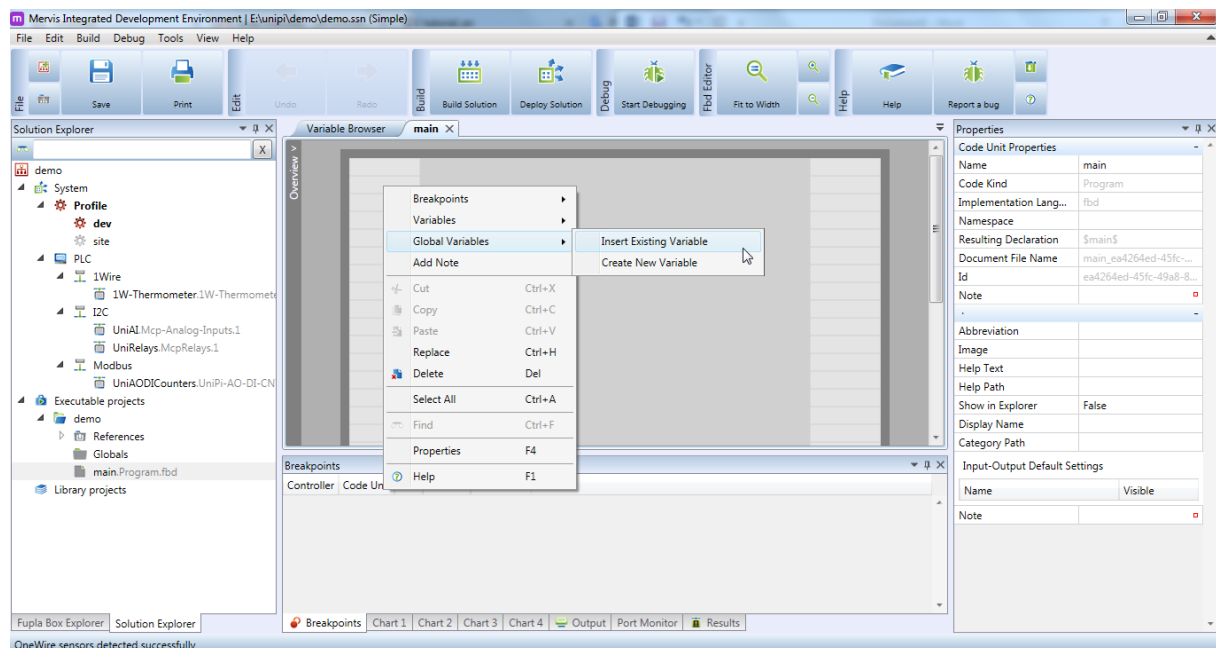 Mervis Integrated Development Environment | E:\unipi\demo\demo.ssn (Simple)
File Edit Build Debug Tools View Help
File
Save
Print
Edit
Undo
Redo
Build
Build Solution
Deploy Solution
Debug
Start Debugging
Fbd Editor
Fit to Width
Help
Help
Report a bug
Solution Explorer
X
demo
System
Profile
dev
site
PLC
1Wire
1W-Thermometer.1W-Thermomete
I2C
UniAI.Mcp-Analog-Inputs.1
UniRelays.McpRelays.1
Modbus
UniAODICounters.UniPi-AO-DI-CN
Executable projects
demo
References
Globals
main.Program.fbd
Library projects
Fupla Box Explorer Solution Explorer
Variable Browser main
Overview >
Breakpoints
Variables
Global Variables
Add Note
Cut Ctrl+X
Copy Ctrl+C
Paste Ctrl+V
Replace Ctrl+H
Delete Del
Select All Ctrl+A
Find Ctrl+F
Properties F4
Help F1
Insert Existing Variable
Create New Variable
Breakpoints
Controller Code Un
Breakpoints Chart 1 Chart 2 Chart 3 Chart 4 Output Port Monitor Results
Properties
Code Unit Properties
Name main
Code Kind Program
Implementation Lang... fbd
Namespace
Resulting Declaration $main$
Document File Name main_ea4264ed-45fc-...
Id ea4264ed-45fc-49a8-8...
Note
Abbreviation
Image
Help Text
Help Path
Show in Explorer False
Display Name
Category Path
Input-Output Default Settings
Name Visible
Note
OneWire sensors detected successfully